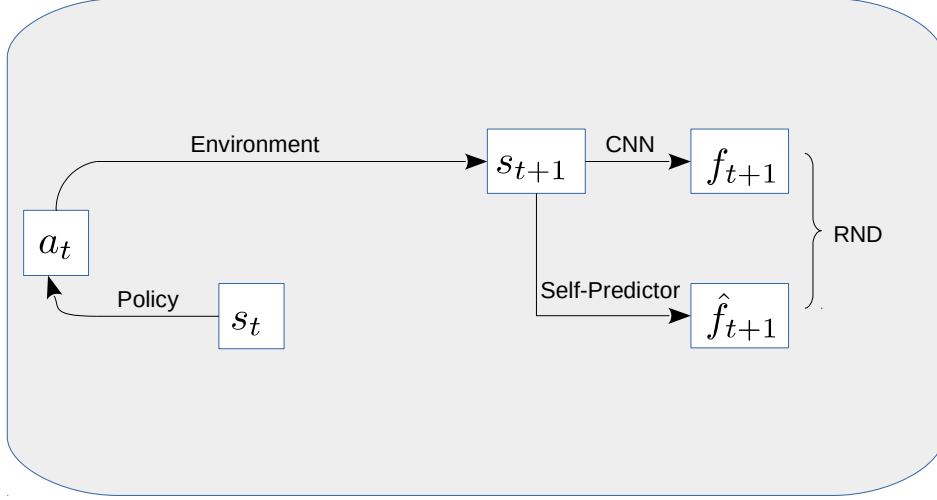 Environment
CNN
s_{t+1}
f_{t+1}
a_t
RND
Policy
Self-Predictor
s_t
\hat{f}_{t+1}